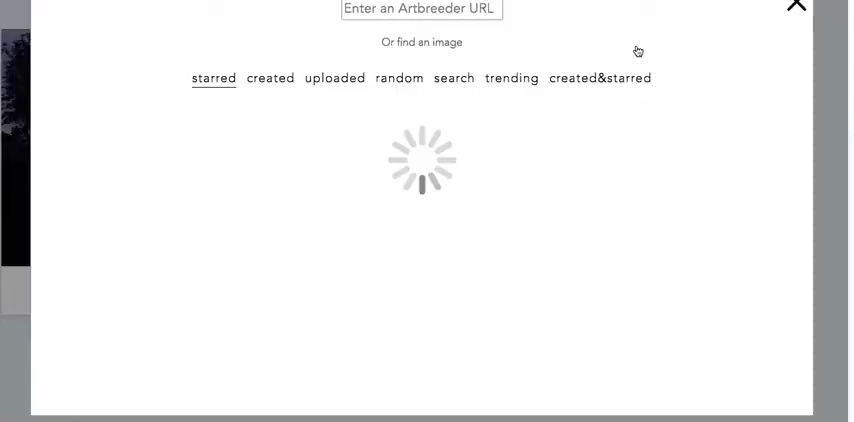 Enter an Artbreeder URL
Or find an image
starred created uploaded random search trending created&starred